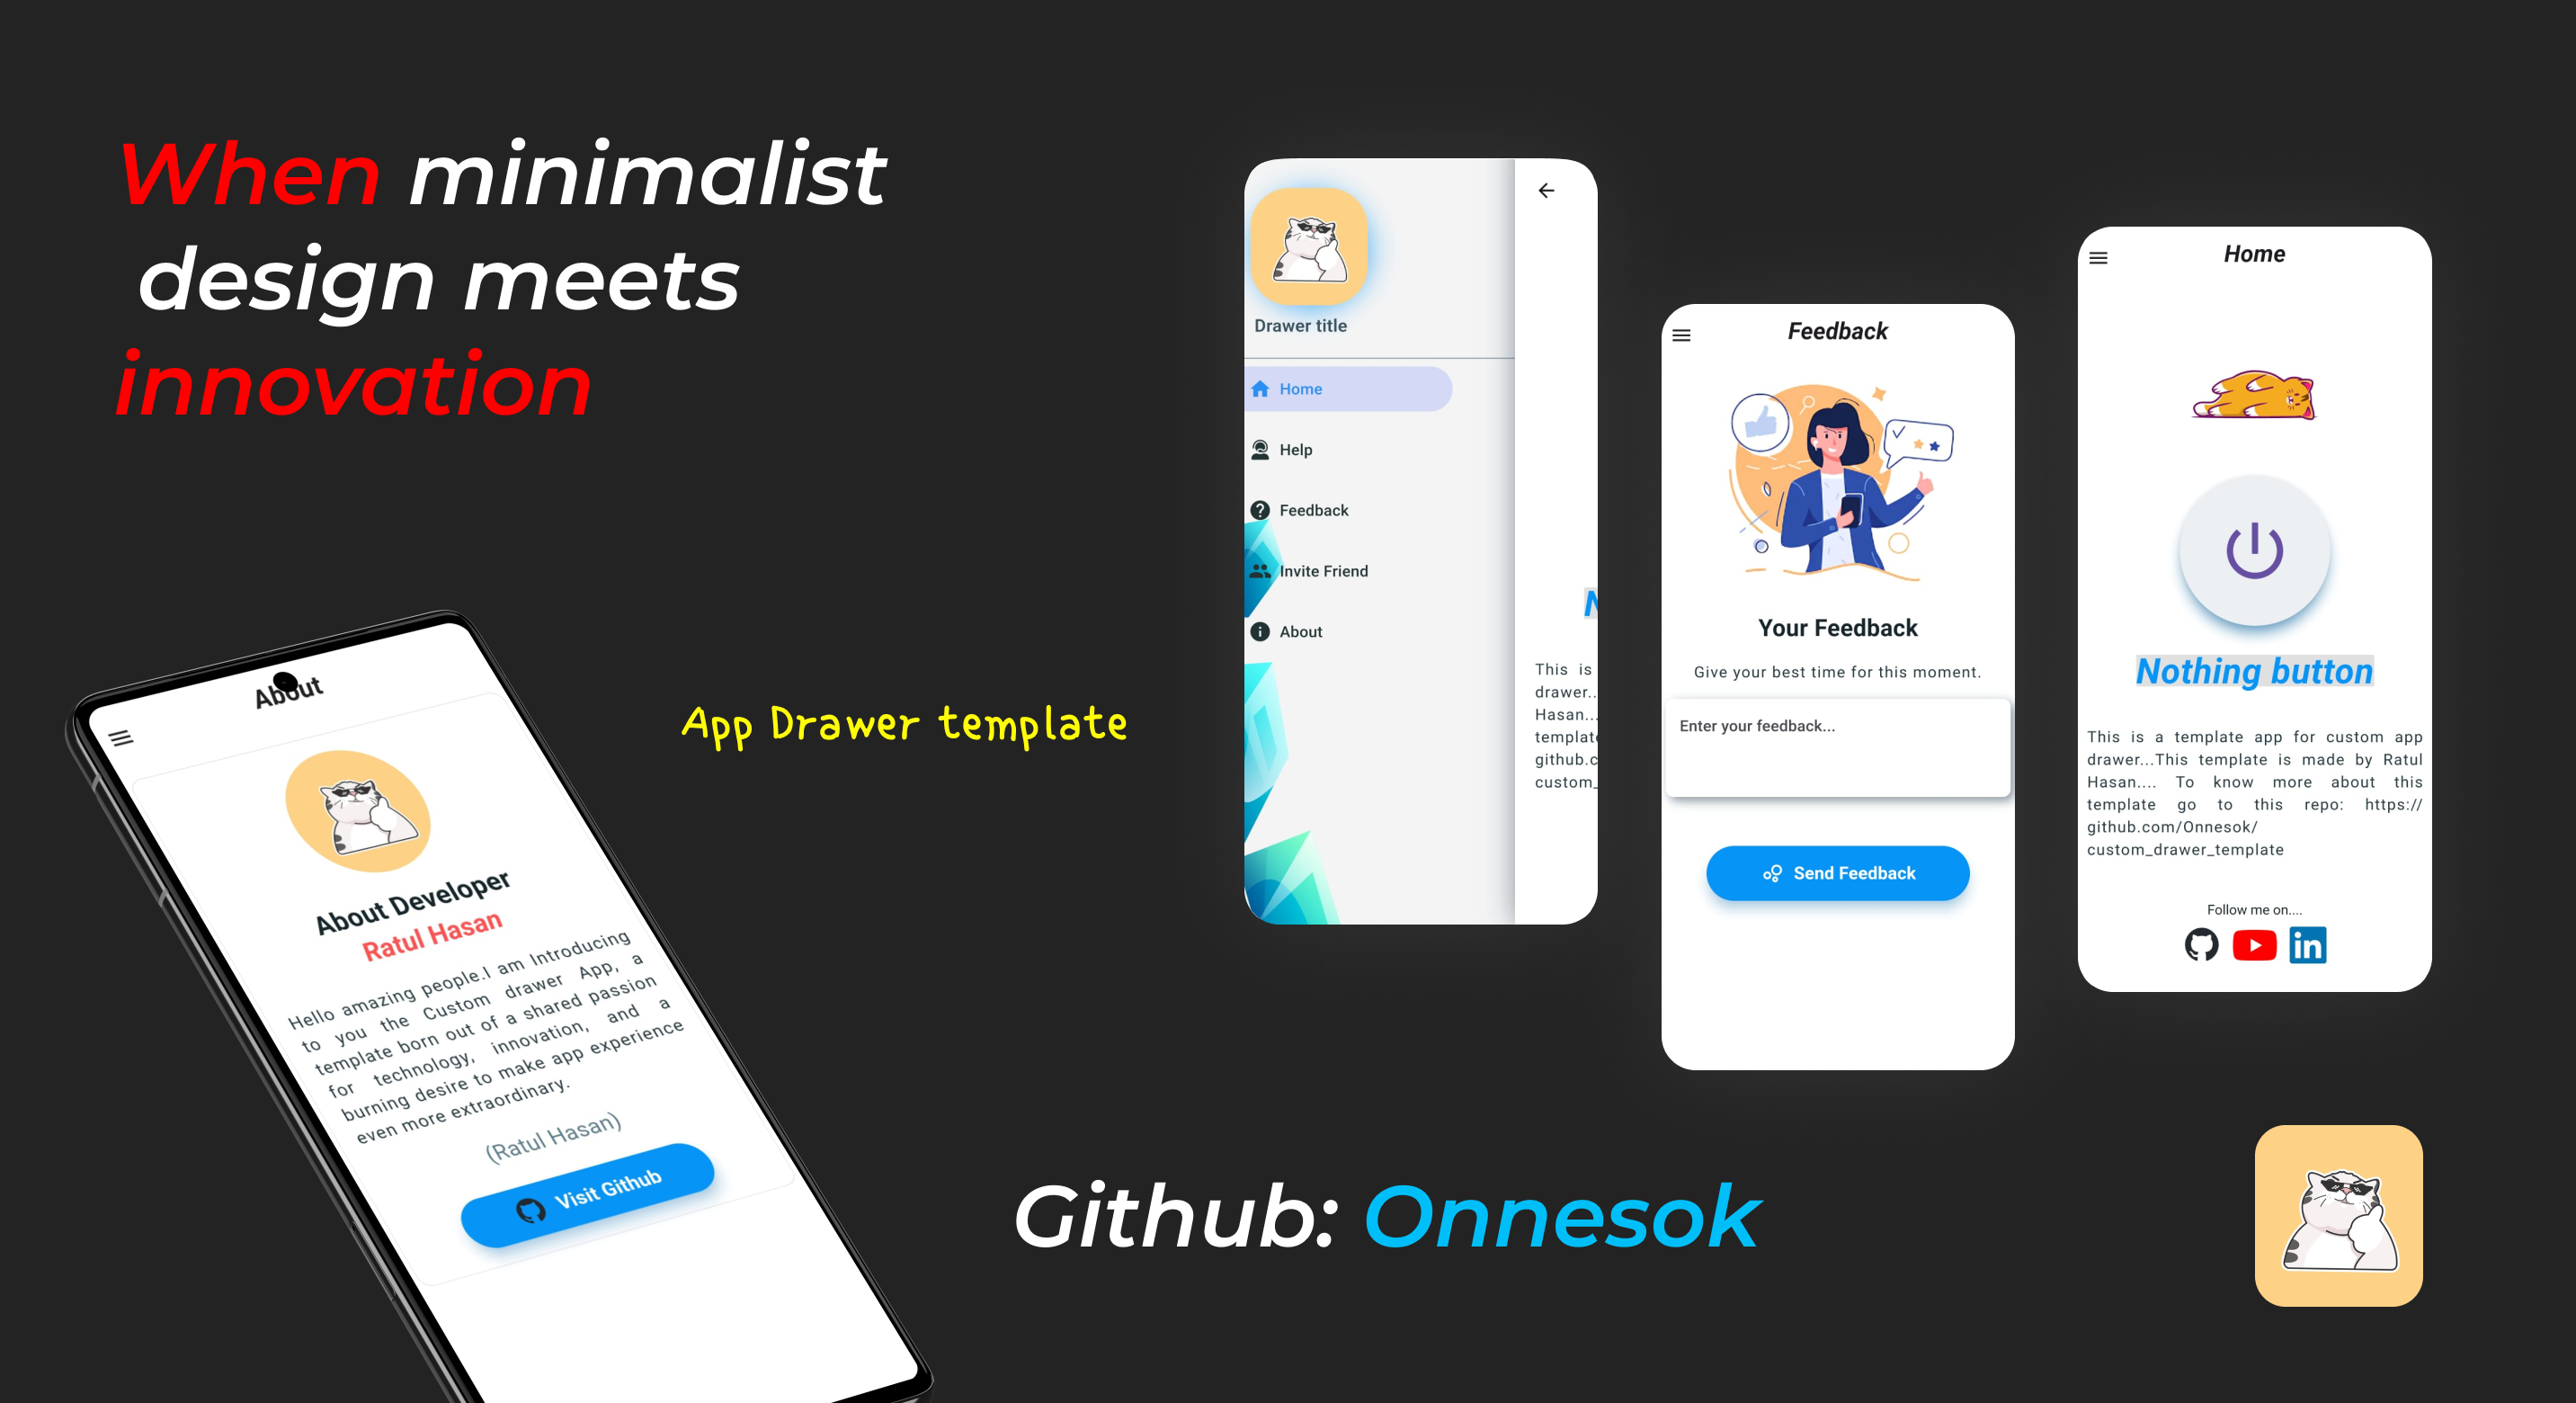 When minimalist
design meets
innovation
About
About Developer
Ratul Hasan
Hello amazing people.I am Introducing
to you the Custom drawer App, a
template born out of a shared passion
for technology, innovation, and a
burning desire to make app experience
even more extraordinary.
(Ratul Hasan)
Visit Github
App Drawer template
Drawer title
Home
Help
Feedback
Invite Friend
About
N
This is
drawer...
Hasan...
template
github.c
custom_
Feedback
Your Feedback
Give your best time for this moment.
Enter your feedback...
Send Feedback
Home
Nothing button
This is a template app for custom app
drawer...This template is made by Ratul
Hasan.... To know more about this
template go to this repo: https://
github.com/Onnesok/
custom_drawer_template
Follow me on....
in
Github: Onnesok